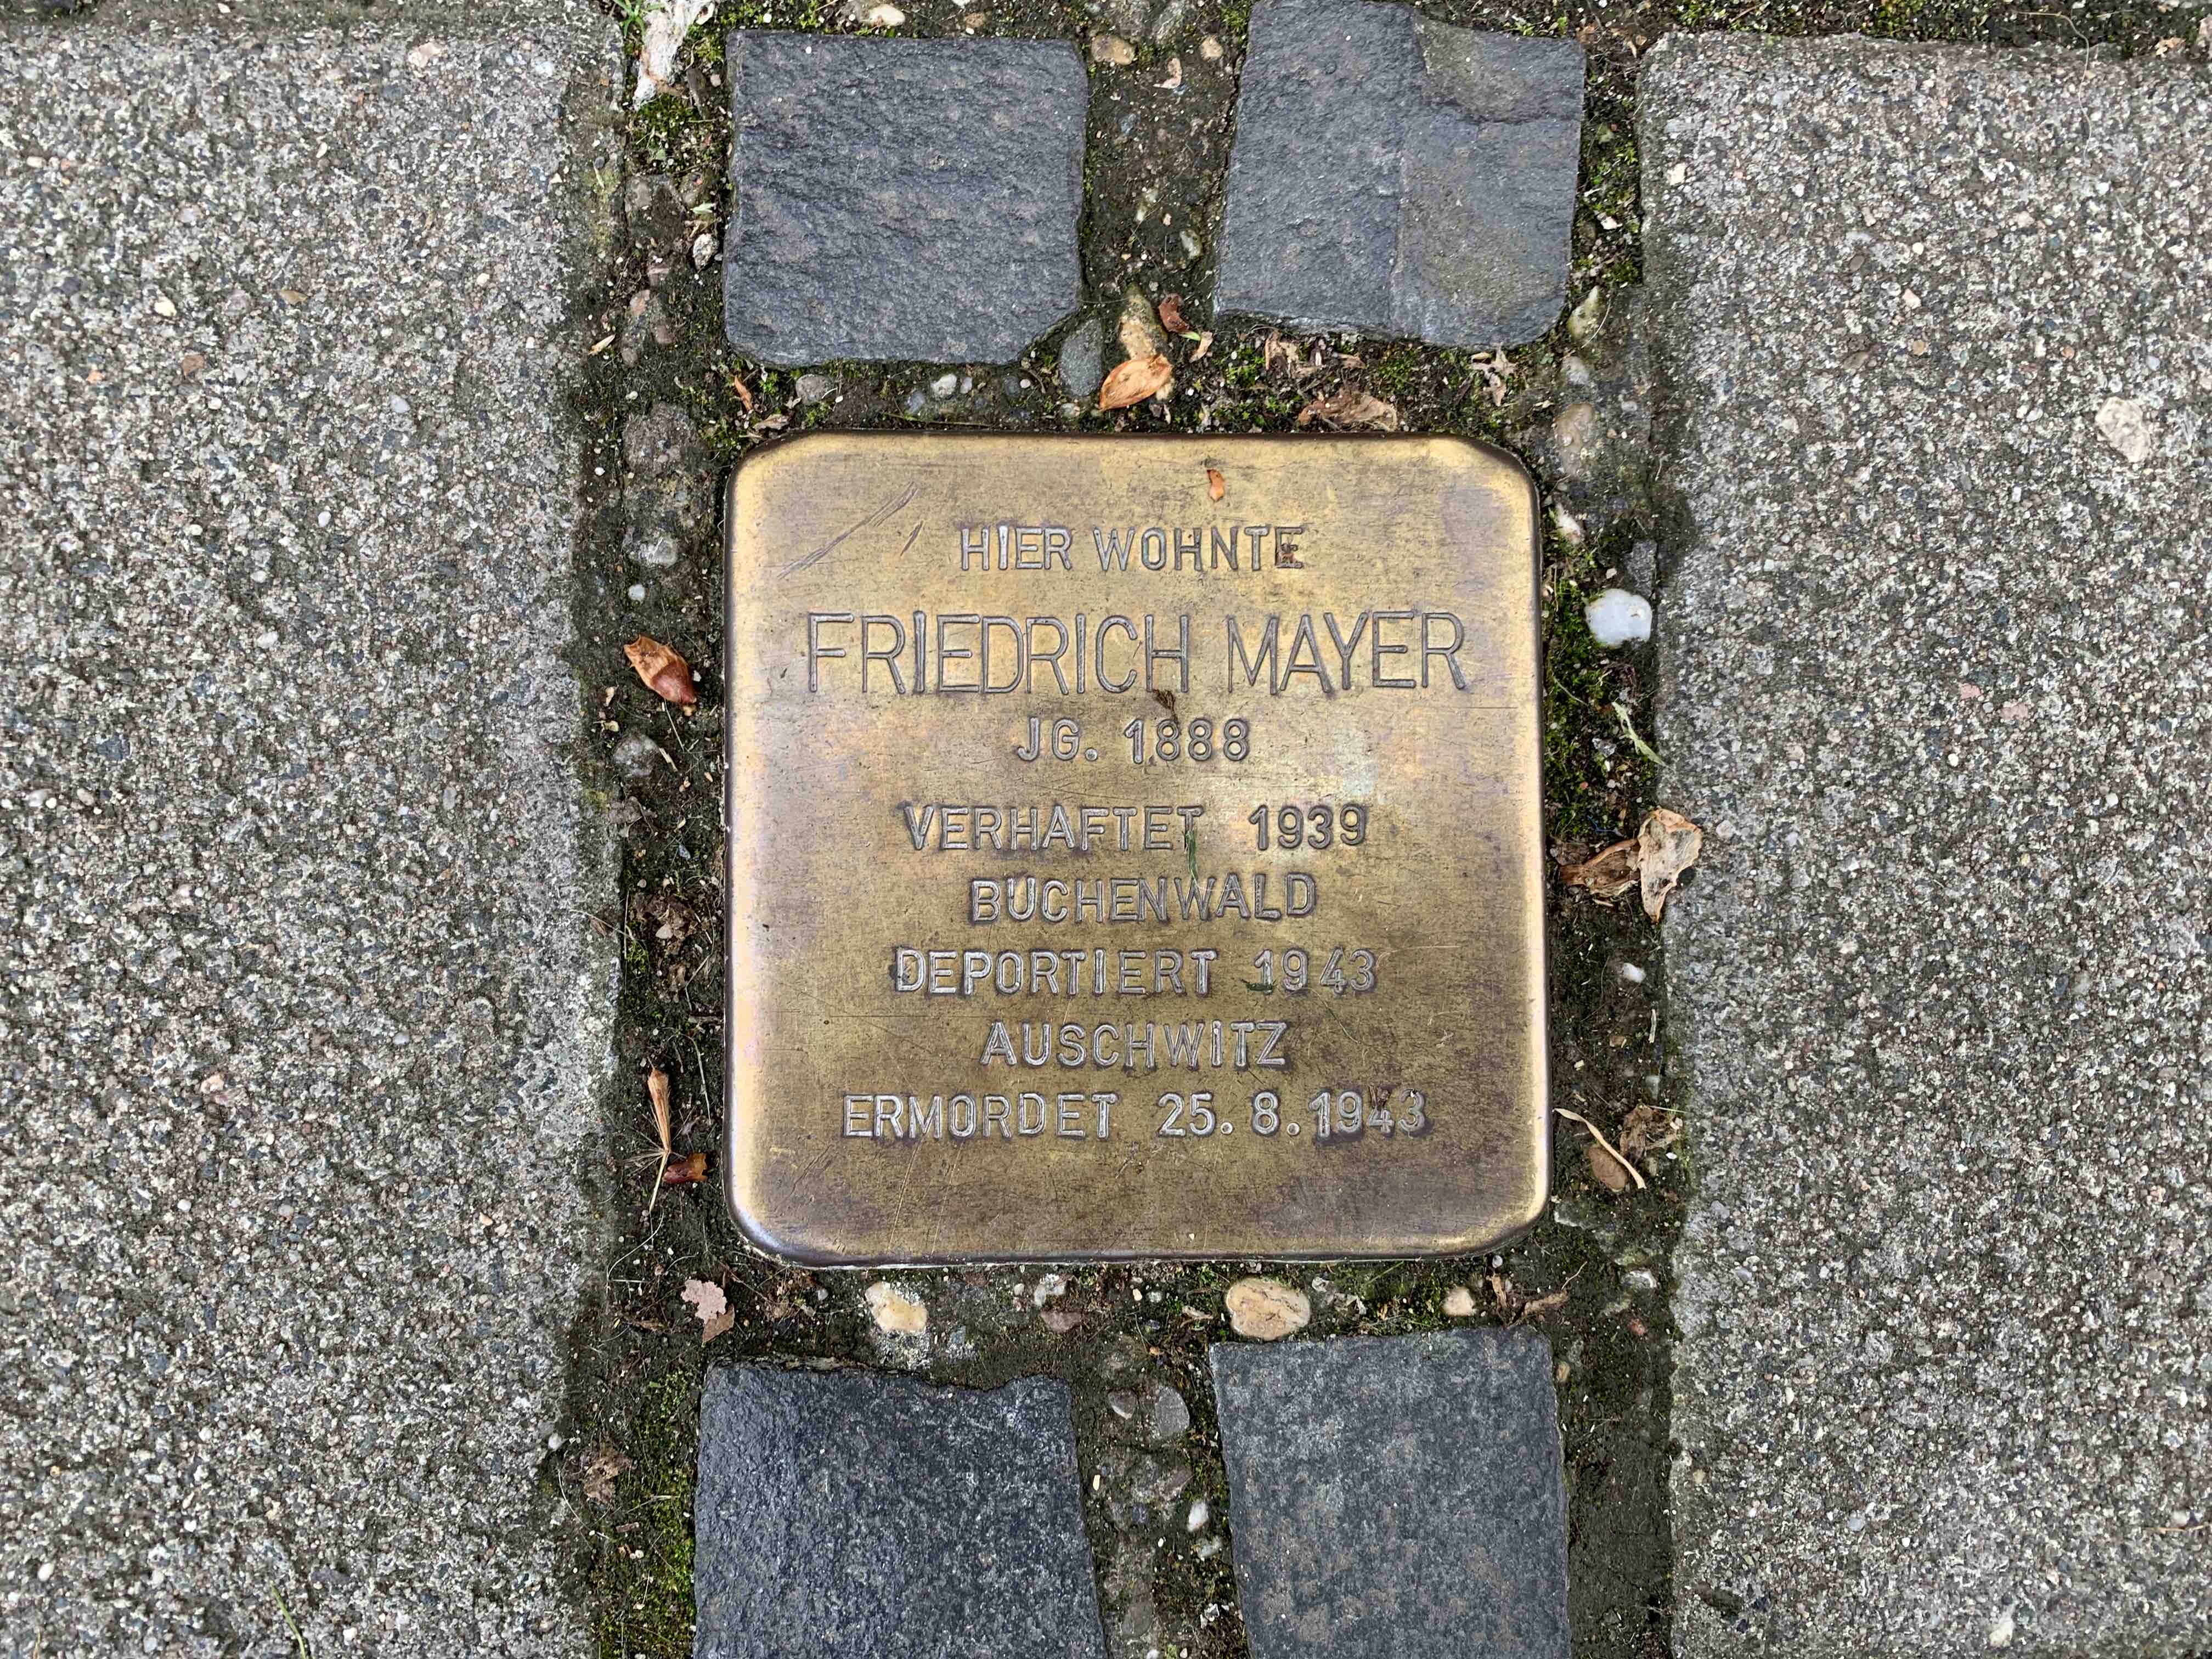 HIER WOHNTE
FRIEDRICH MAYER
JG. 1888
VERHAFTET 1939
BUCHENWALD
DEPORTIERT 1943
AUSCHWITZ
ERMORDET 25.8.1943